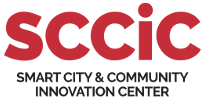 sccic
SMART CITY & COMMUNITY
INNOVATION CENTER